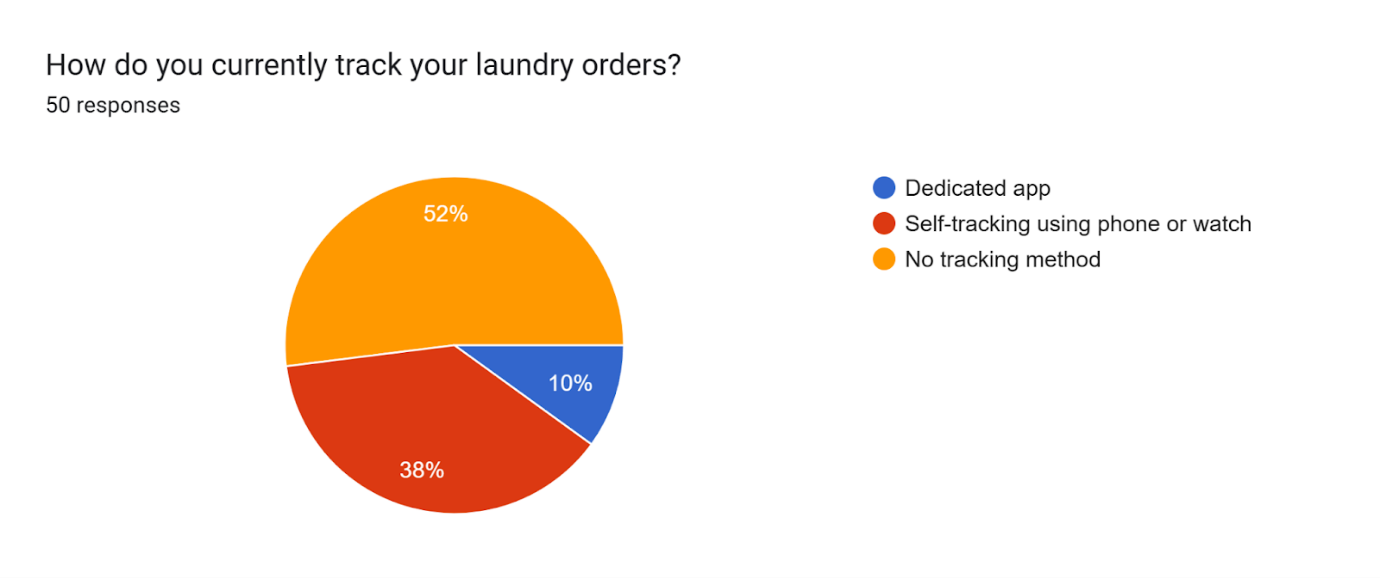 How do you currently track your laundry orders?
50 responses
52%
10%
38%
Dedicated app
Self-tracking using phone or watch
No tracking method